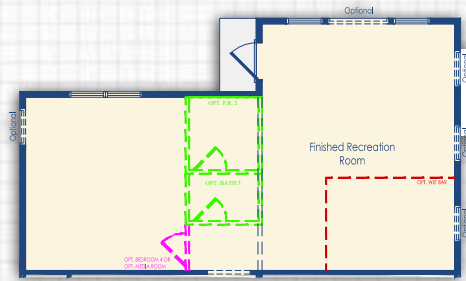 Optional
Optional
OPT. P.R. 2
Optional
Optional
Finished Recreation
Room
OPT. BATH 3
OPT. WET BAR
Optional
OPT. BEDROOM 4 OR
OPT. MEDIA ROOM